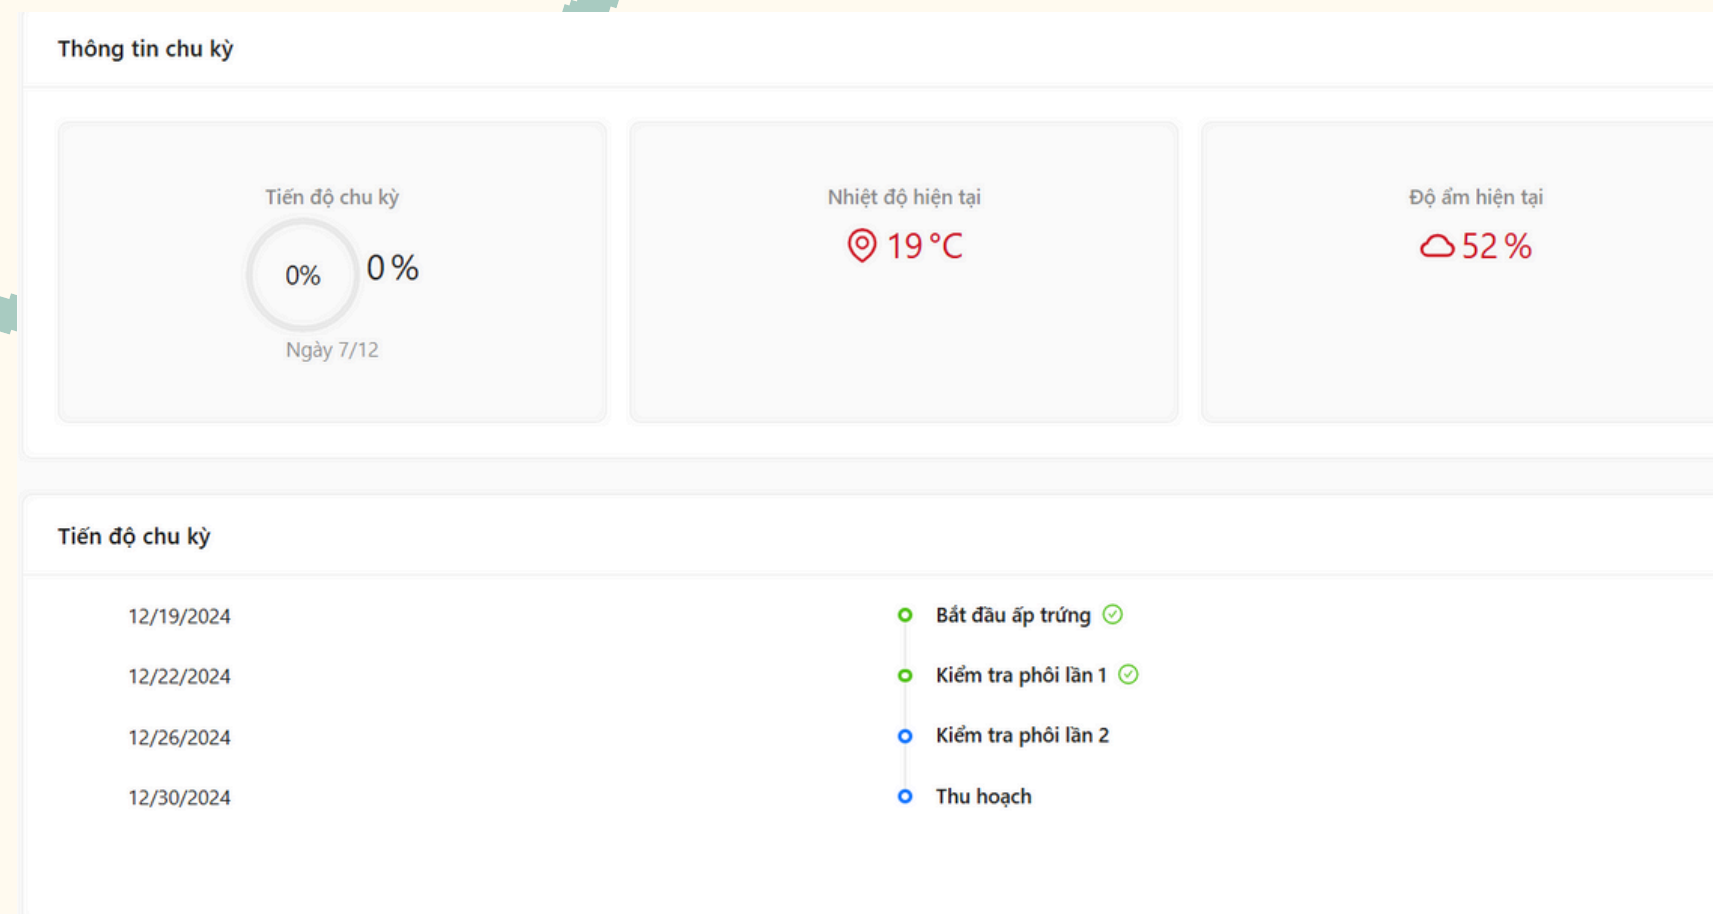 Thông tin chu kỳ
Tiến độ chu kỳ
0%
0 %
Ngày 7/12
Nhiệt độ hiện tại
19 °C
Độ ẩm hiện tại
52 %
Tiến độ chu kỳ
12/19/2024 Bắt đầu ấp trứng
12/22/2024 Kiểm tra phôi lần 1
12/26/2024 Kiểm tra phôi lần 2
12/30/2024 Thu hoạch